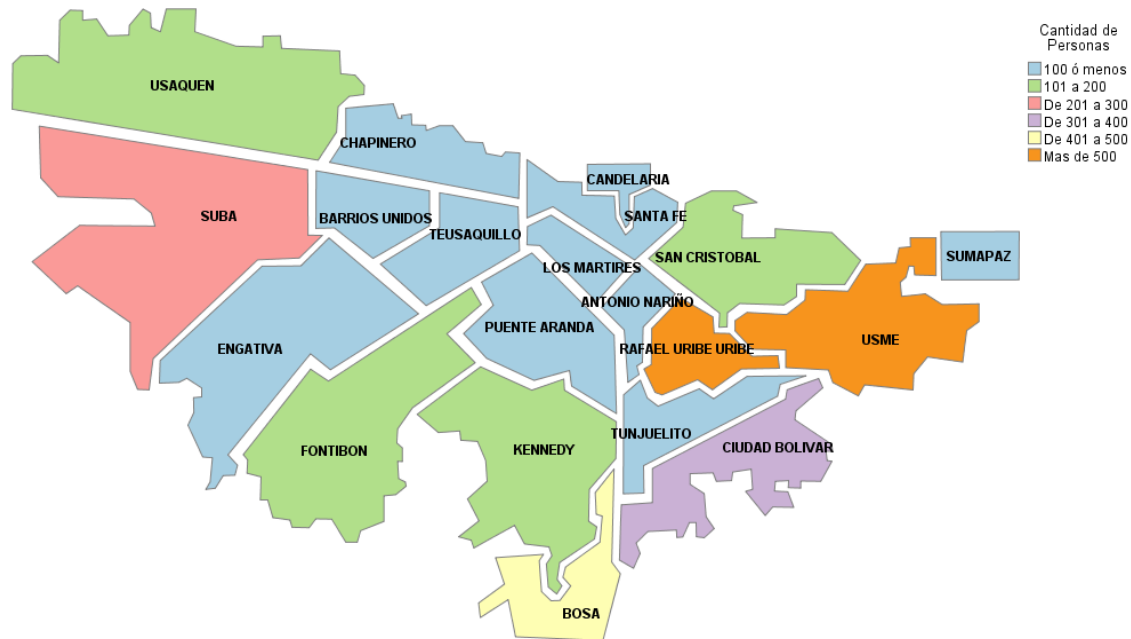 Cantidad de
Personas
100 ó menos
101 a 200
De 201 a 300
De 301 a 400
De 401 a 500
Mas de 500
USAQUEN
CHAPINERO
CANDELARIA
SUBA
BARRIOS UNIDOS
SANTA FE
TEUSAQUILLO
LOS MARTIRES
SAN CRISTOBAL
SUMAPAZ
ANTONIO NARIÑO
PUENTE ARANDA
USME
ENGATIVA
RAFAEL URIBE URIBE
TUNJUELITO
CIUDAD BOLIVAR
FONTIBON
KENNEDY
BOSA